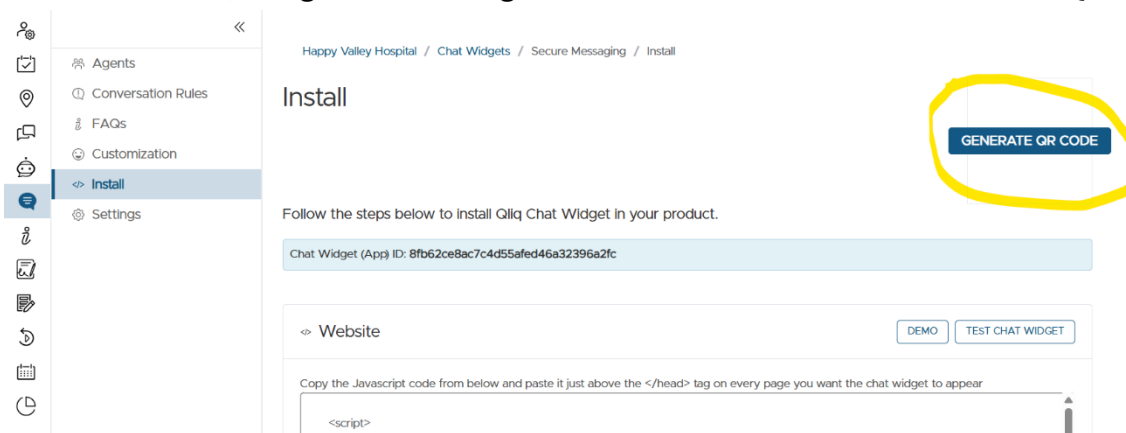 Happy Valley Hospital / Chat Widgets / Secure Messaging / Install
Agents
Conversation Rules
FAQs
Customization
</> Install
Settings
Install
GENERATE QR CODE
Follow the steps below to install Qliq Chat Widget in your product.
Chat Widget (App) ID: 8fb62ce8ac7c4d55afed46a32396a2fc
</> Website
DEMO
TEST CHAT WIDGET
Copy the Javascript code from below and paste it just above the </head> tag on every page you want the chat widget to appear
<script>